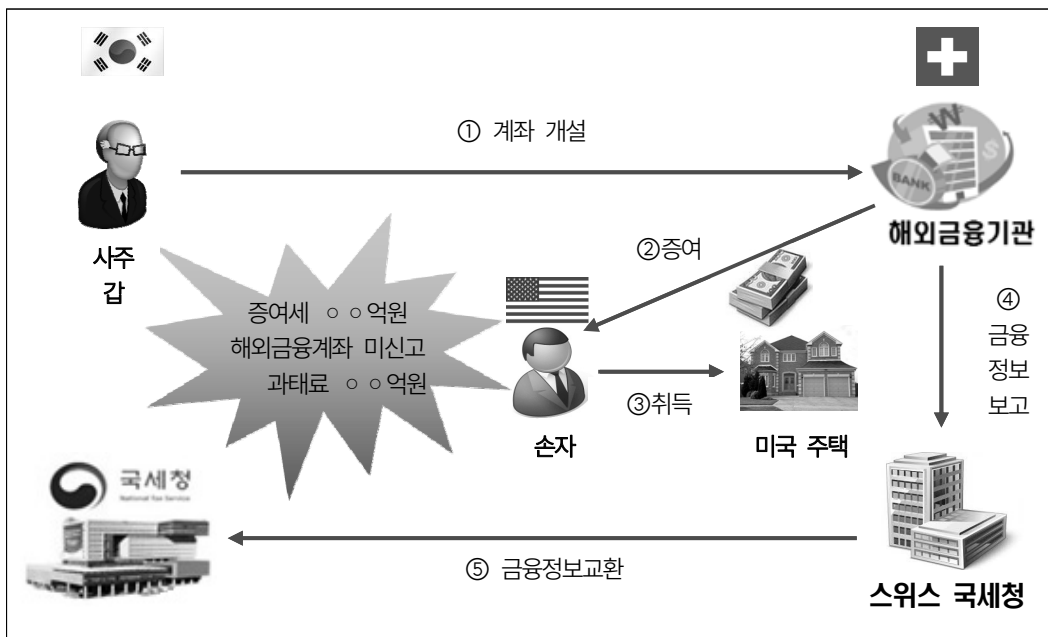 ① 계좌 개설
W
$
BANK
해외금융기관
사주
갑
②증여
증여세 ○ ○억원
해외금융계좌 미신고
과태료 ○ ○억원
④
금융
정보
보고
③취득
손자
미국 주택
국세청
National Tax Service
⑤ 금융정보교환
스위스 국세청